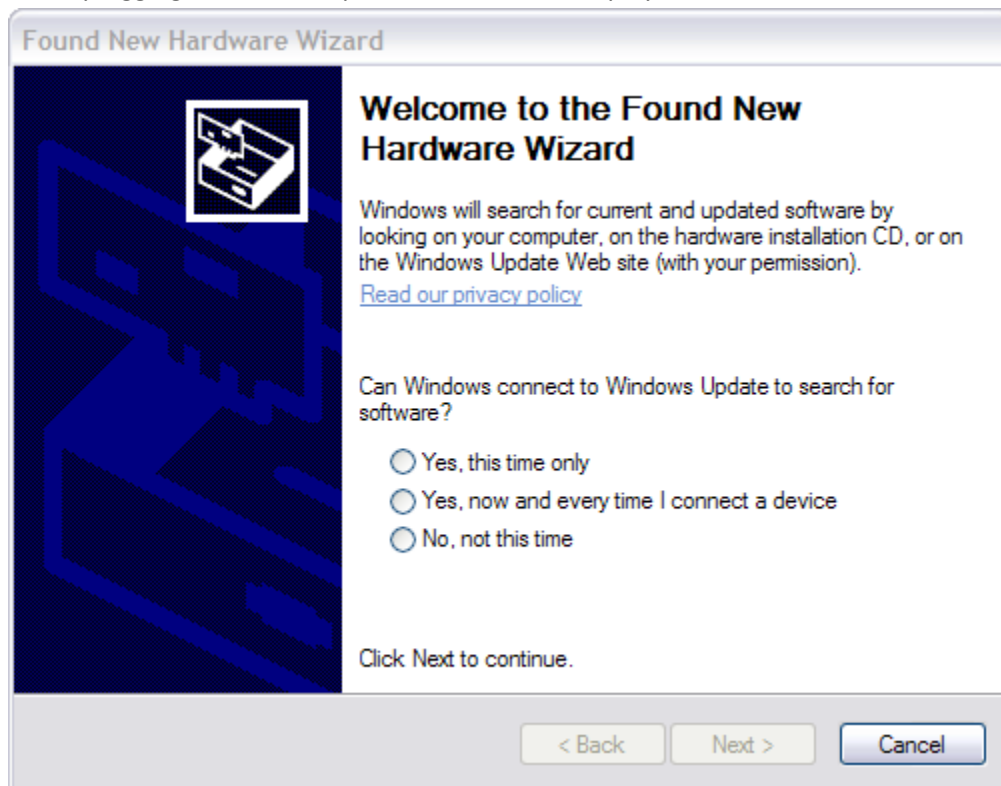 Found New Hardware Wizard
Welcome to the Found New
Hardware Wizard
Windows will search for current and updated software by
looking on your computer, on the hardware installation CD, or on
the Windows Update Web site (with your permission).
Read our privacy policy
Can Windows connect to Windows Update to search for
software?
Yes, this time only
Yes, now and every time I connect a device
No, not this time
Click Next to continue.
< Back
Next >
Cancel